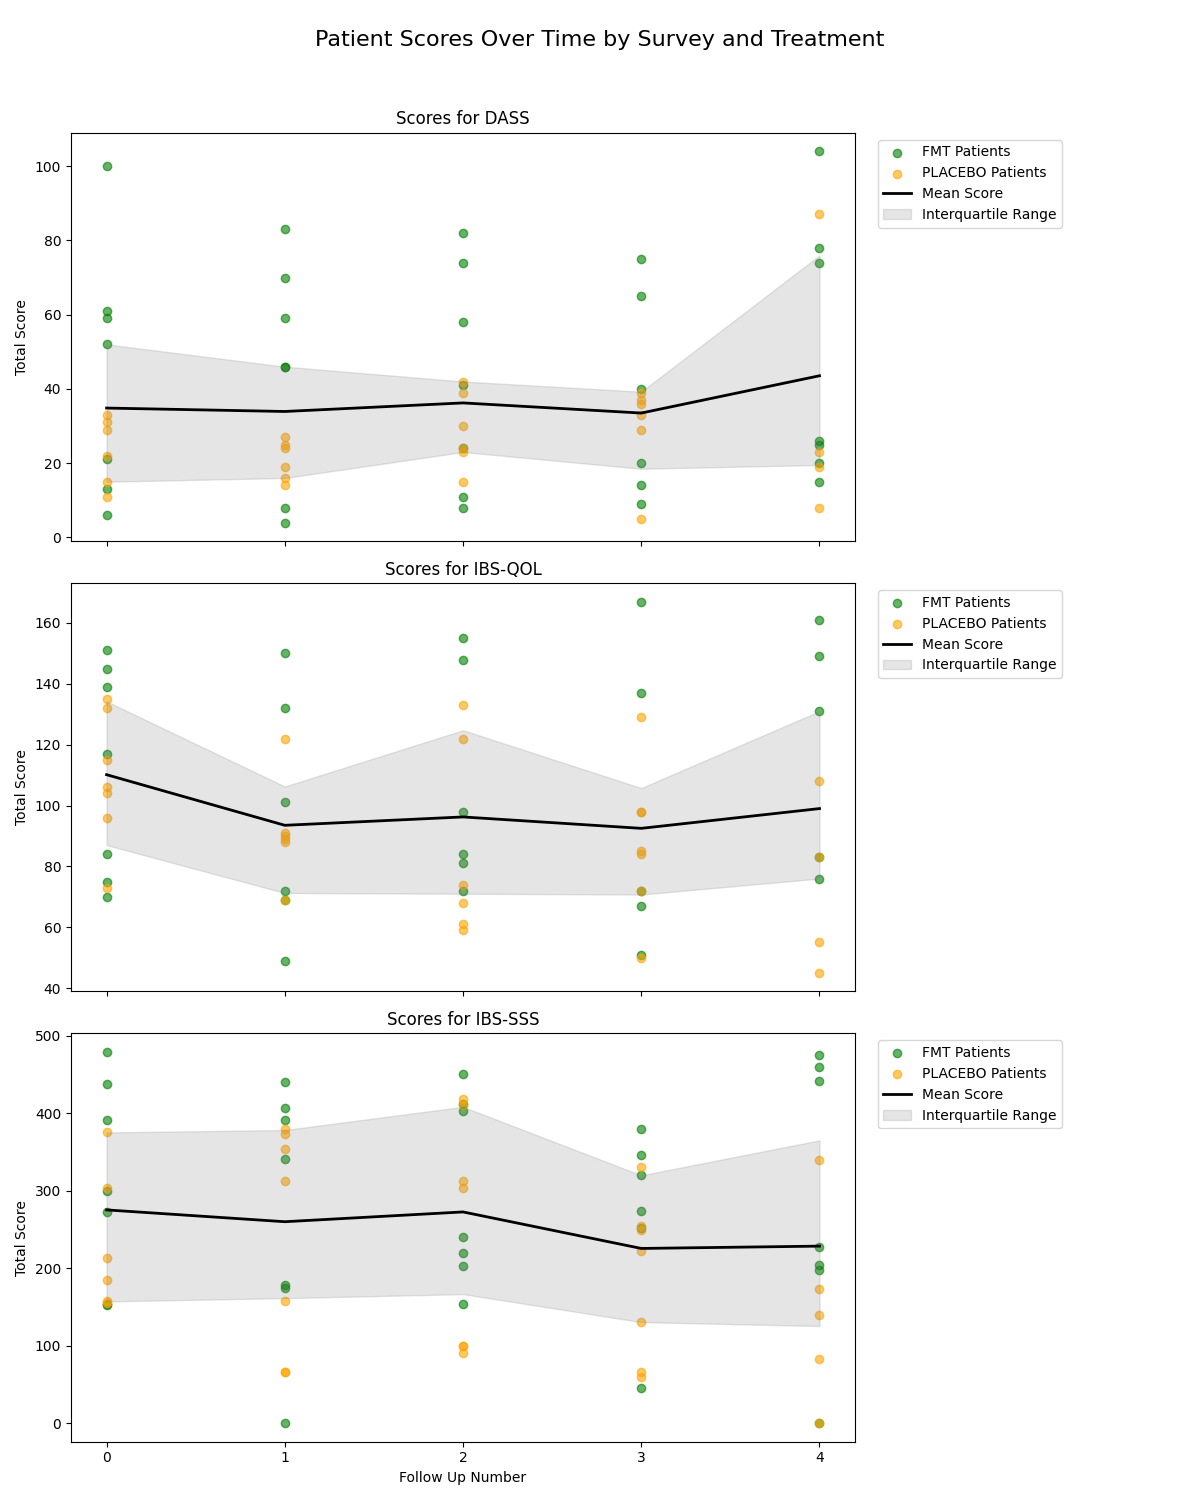 Patient Scores Over Time by Survey and Treatment
Scores for DASS
Total Score
100
80
60
40
20
0
FMT Patients
PLACEBO Patients
Mean Score
Interquartile Range
Scores for IBS-QOL
Total Score
160
140
120
100
80
60
40
FMT Patients
PLACEBO Patients
Mean Score
Interquartile Range
Scores for IBS-SSS
Total Score
500
400
300
200
100
0
FMT Patients
PLACEBO Patients
Mean Score
Interquartile Range
0 1 2 3 4
Follow Up Number